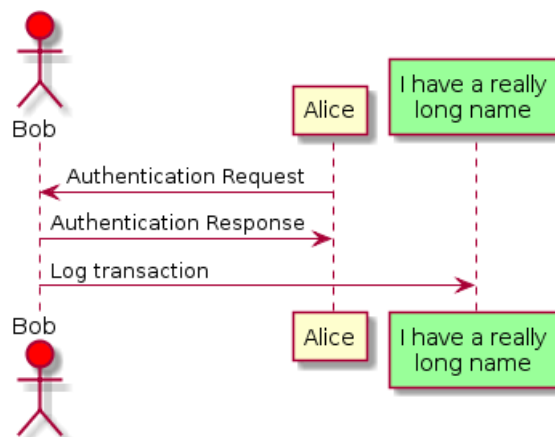 Bob
Alice
I have a really
long name
Authentication Request
Authentication Response
Log transaction
Bob
Alice
I have a really
long name